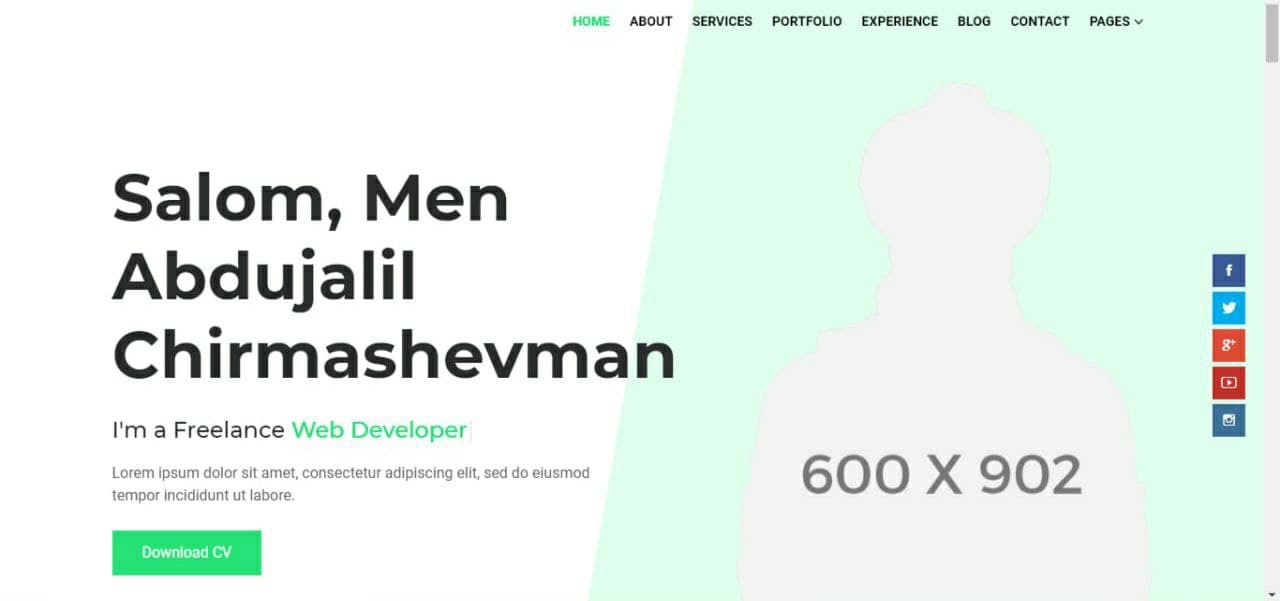 HOME ABOUT SERVICES PORTFOLIO EXPERIENCE BLOG CONTACT PAGES
Salom, Men
Abdujalil
Chirmashevman
I'm a Freelance Web Developer
Lorem ipsum dolor sit amet, consectetur adipiscing elit, sed do eiusmod
tempor incididunt ut labore.
Download CV
600 X 902
f
g+